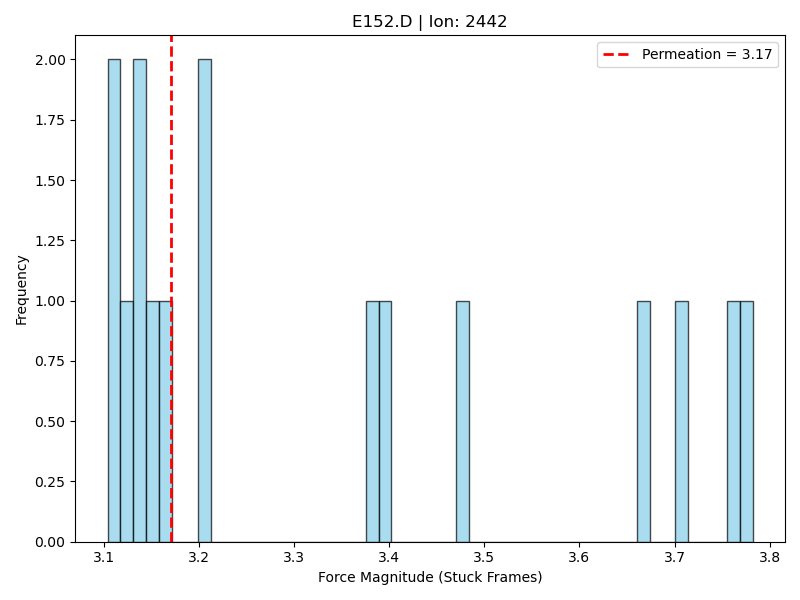 E152.D | Ion: 2442
Permeation = 3.17
2.00
1.75
1.50
1.25
1.00
0.75
0.50
0.25
0.00
Frequency
3.1 3.2 3.3 3.4 3.5 3.6 3.7 3.8
Force Magnitude (Stuck Frames)